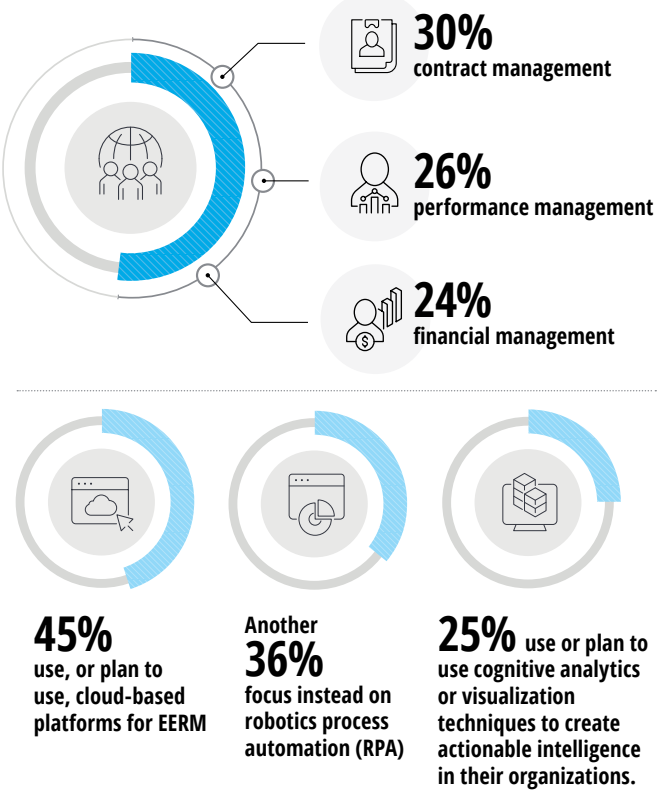 30%
contract management
26%
performance management
24%
$
financial management
45%
use, or plan to
use, cloud-based
platforms for EERM
Another
36%
focus instead on
robotics process
automation (RPA)
25% use or plan to
use cognitive analytics
or visualization
techniques to create
actionable intelligence
in their organizations.